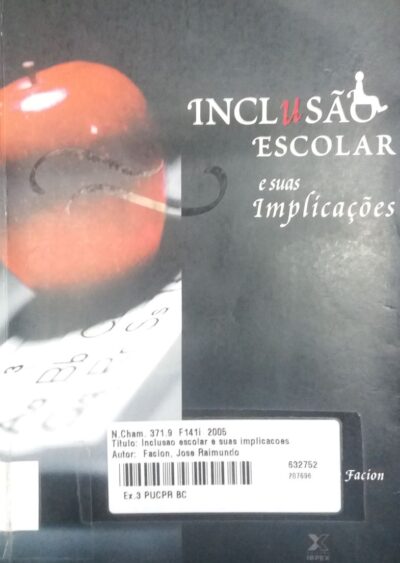 INCLUSÃO
ESCOLAR
e suas
Implicações
N.Cham. 371.9 F141i 2005
Título: Inclusao escolar e suas implicacoes
Autor: Facion, Jose Raimundo
632752
Ex.3 PUCPR BC
Facion
IBPEX